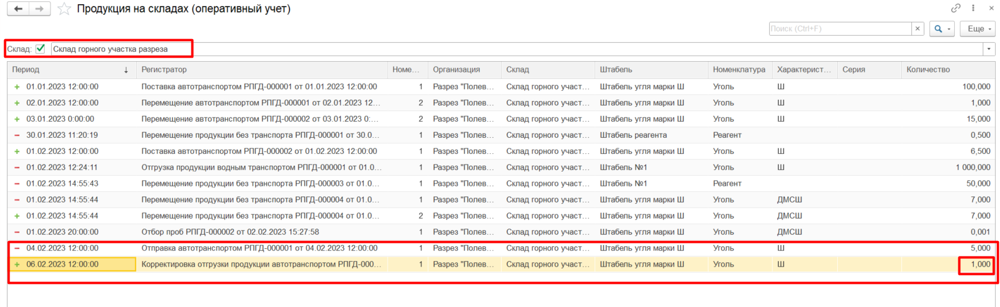 Продукция на складах (оперативный учет)
Поиск (Ctrl+F)
Еще
Склад: Склад горного участка разреза
Период Регистратор Номе... Организация Склад Штабель Номенклатура Характерист... Серия Количество
+ 01.01.2023 12:00:00 Поставка автотранспортом РПГД-000001 от 01.01.2023 12:00:00 1 Разрез "Полев... Склад горного участ... Штабель угля марки Ш Уголь Ш 100,000
+ 02.01.2023 12:00:00 Перемещение автотранспортом РПГД-000001 от 02.01.2023 12... 2 Разрез "Полев... Склад горного участ... Штабель угля марки Ш Уголь Ш 1,000
+ 03.01.2023 0:00:00 Перемещение автотранспортом РПГД-000002 от 03.01.2023 0:... 2 Разрез "Полев... Склад горного участ... Штабель угля марки Ш Уголь Ш 15,000
− 30.01.2023 11:20:19 Перемещение продукции без транспорта РПГД-000001 от 30.0... 1 Разрез "Полев... Склад горного участ... Штабель реагента Реагент 0,500
+ 01.02.2023 12:00:00 Поставка автотранспортом РПГД-000002 от 01.02.2023 12:00:00 1 Разрез "Полев... Склад горного участ... Штабель угля марки Ш Уголь Ш 6,500
− 01.02.2023 12:24:11 Отгрузка продукции водным транспортом РПГД-000001 от 01.0... 1 Разрез "Полев... Склад горного участ... Штабель №1 Уголь Ш 1 000,000
− 01.02.2023 14:55:43 Перемещение продукции без транспорта РПГД-000003 от 01.0... 1 Разрез "Полев... Склад горного участ... Штабель №1 Реагент 50,000
− 01.02.2023 14:55:44 Перемещение продукции без транспорта РПГД-000004 от 01.0... 1 Разрез "Полев... Склад горного участ... Штабель угля марки Ш Уголь ДМСШ 7,000
+ 01.02.2023 14:55:44 Перемещение продукции без транспорта РПГД-000004 от 01.0... 2 Разрез "Полев... Склад горного участ... Штабель угля марки Ш Уголь ДМСШ 7,000
− 01.02.2023 20:00:00 Отбор проб РПГД-000002 от 02.02.2023 15:27:58 1 Разрез "Полев... Склад горного участ... Штабель угля марки Ш Уголь ДМСШ 0,001
− 04.02.2023 12:00:00 Отправка автотранспортом РПГД-000001 от 04.02.2023 12:00:00 1 Разрез "Полев... Склад горного участ... Штабель угля марки Ш Уголь Ш 5,000
+ 06.02.2023 12:00:00 Корректировка отгрузки продукции автотранспортом РПГД-000... 1 Разрез "Полев... Склад горного участ... Штабель угля марки Ш Уголь Ш 1,000